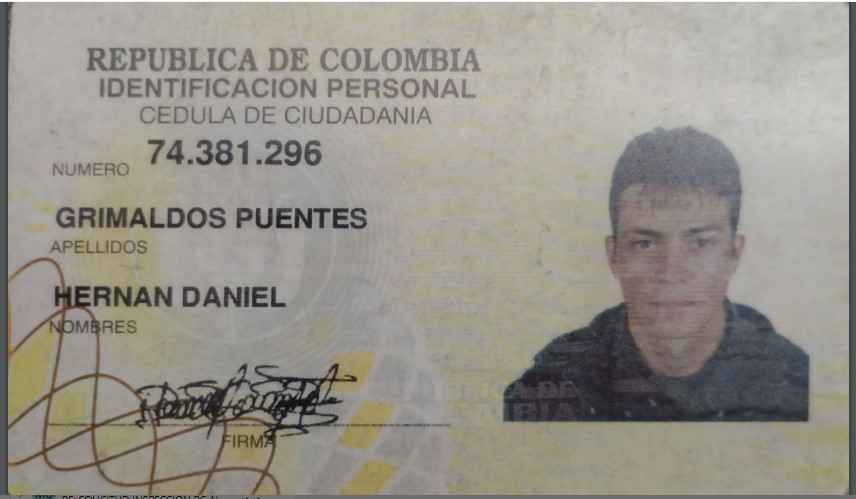 REPUBLICA DE COLOMBIA
IDENTIFICACION PERSONAL
CEDULA DE CIUDADANIA
NUMERO 74.381.296
GRIMALDOS PUENTES
APELLIDOS
HERNAN DANIEL
NOMBRES
FIRMA